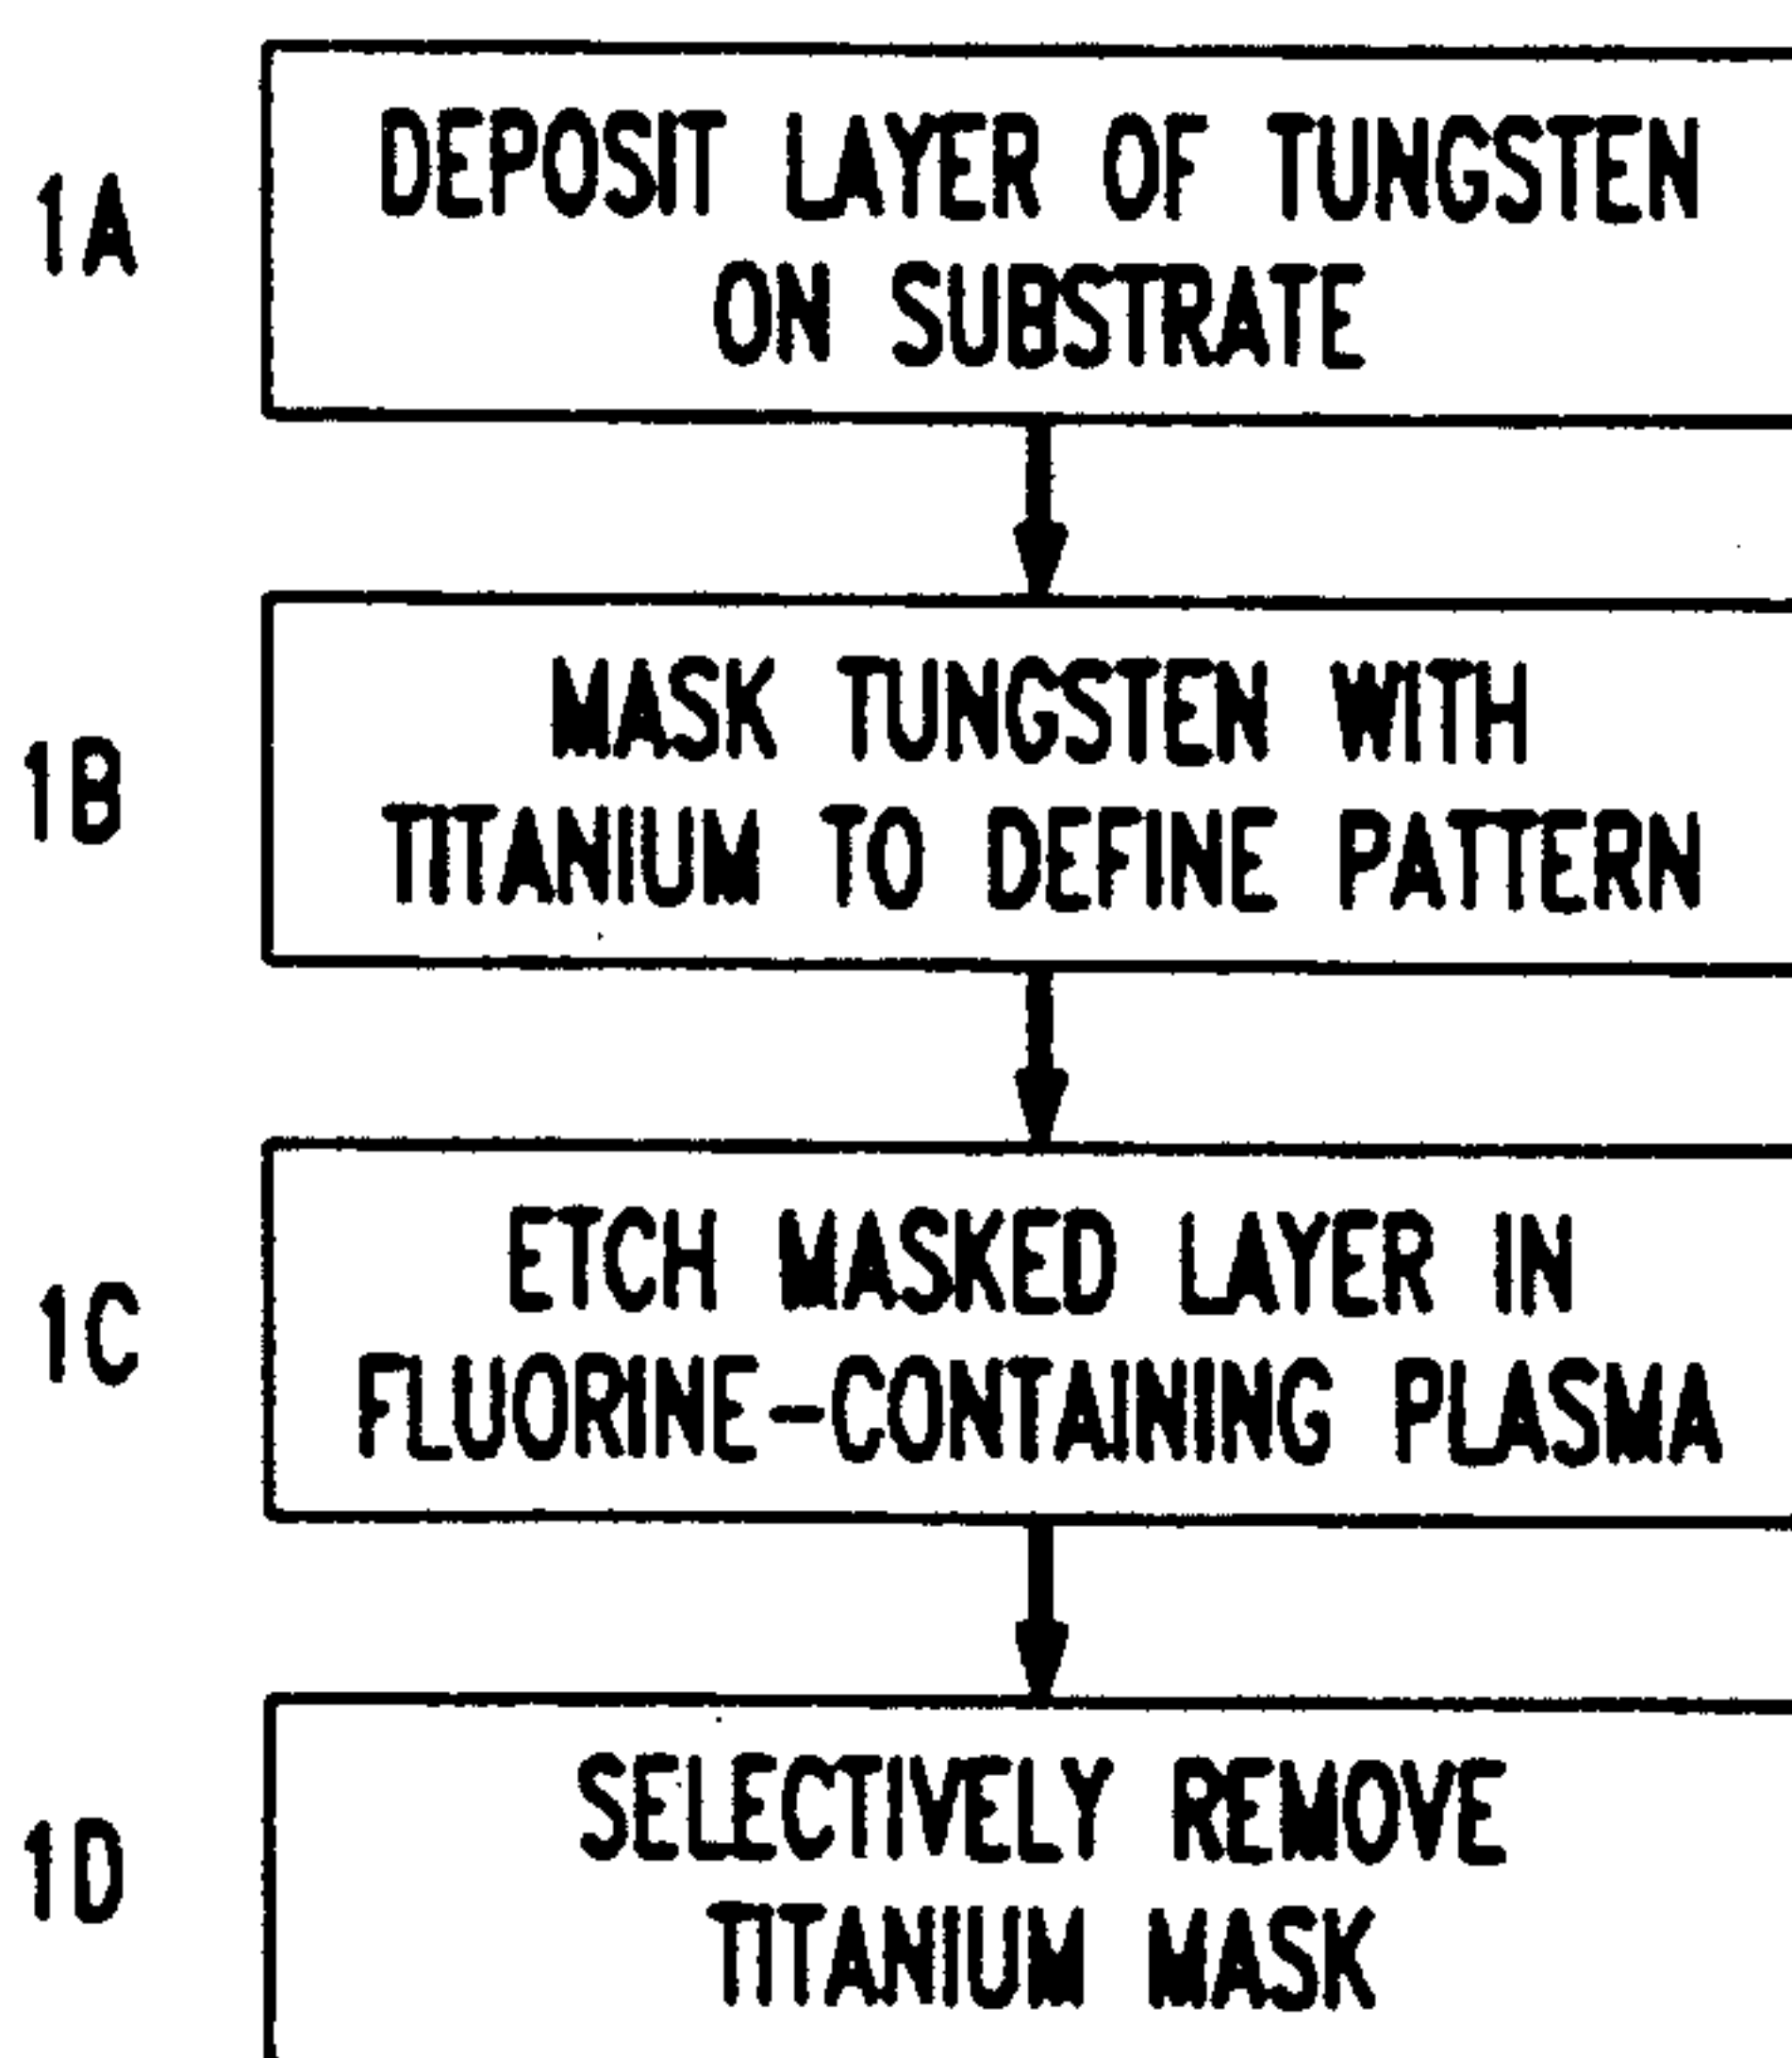 1A
DEPOSIT LAYER OF TUNGSTEN
ON SUBSTRATE
1B
MASK TUNGSTEN WITH
TITANIUM TO DEFINE PATTERN
1C
ETCH MASKED LAYER IN
FLUORINE-CONTAINING PLASMA
1D
SELECTIVELY REMOVE
TITANIUM MASK